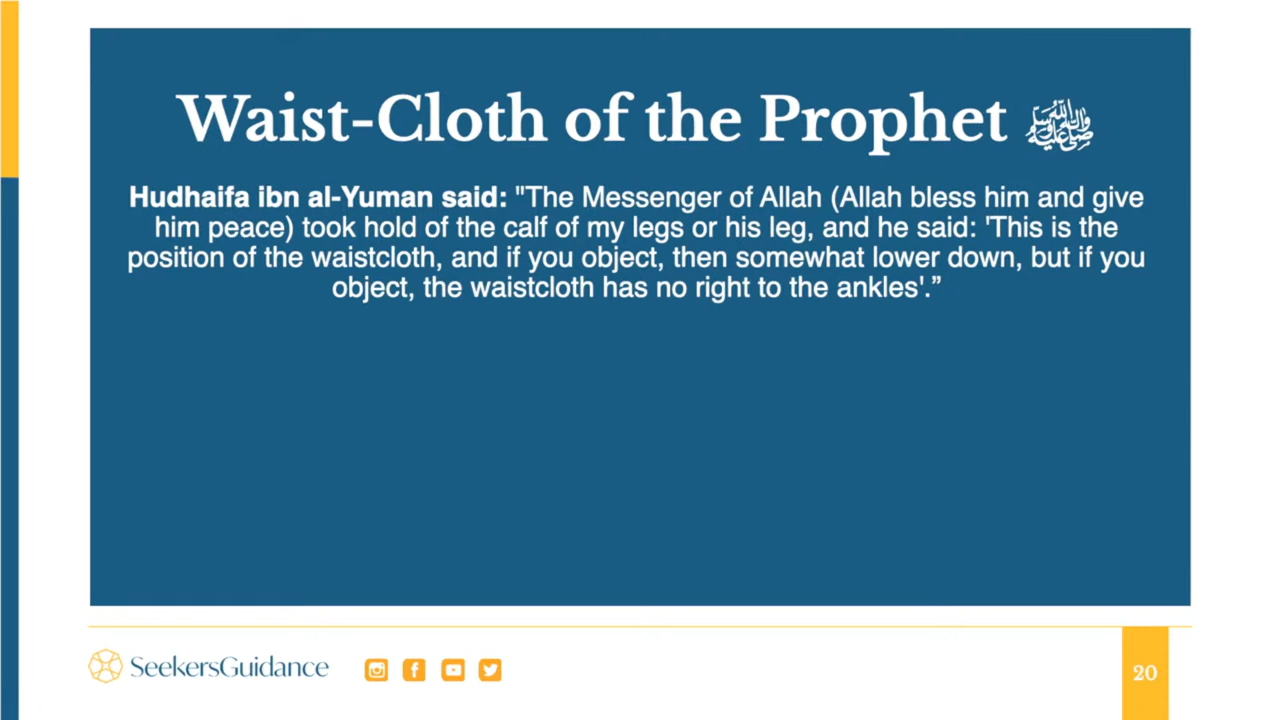 Waist-Cloth of the Prophet ﷺ
Hudhaifa ibn al-Yuman said: "The Messenger of Allah (Allah bless him and give
him peace) took hold of the calf of my legs or his leg, and he said: 'This is the
position of the waistcloth, and if you object, then somewhat lower down, but if you
object, the waistcloth has no right to the ankles'.”
SeekersGuidance
20